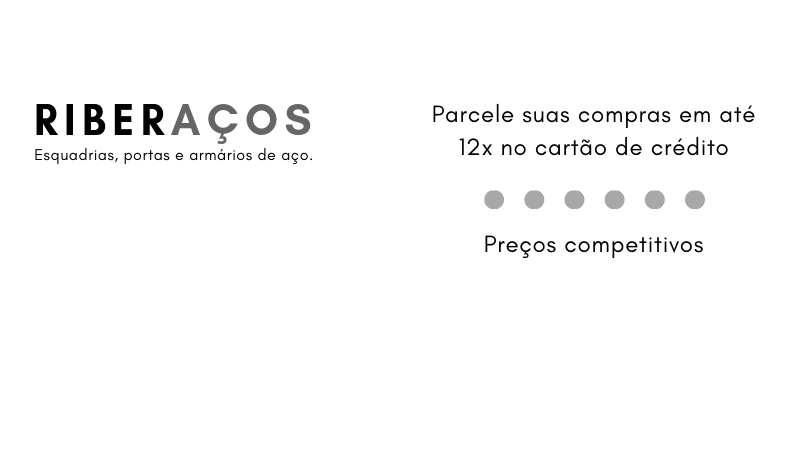 RIBERAÇOS
Esquadrias, portas e armários de aço.
Parcele suas compras em até
12x no cartão de crédito
Preços competitivos